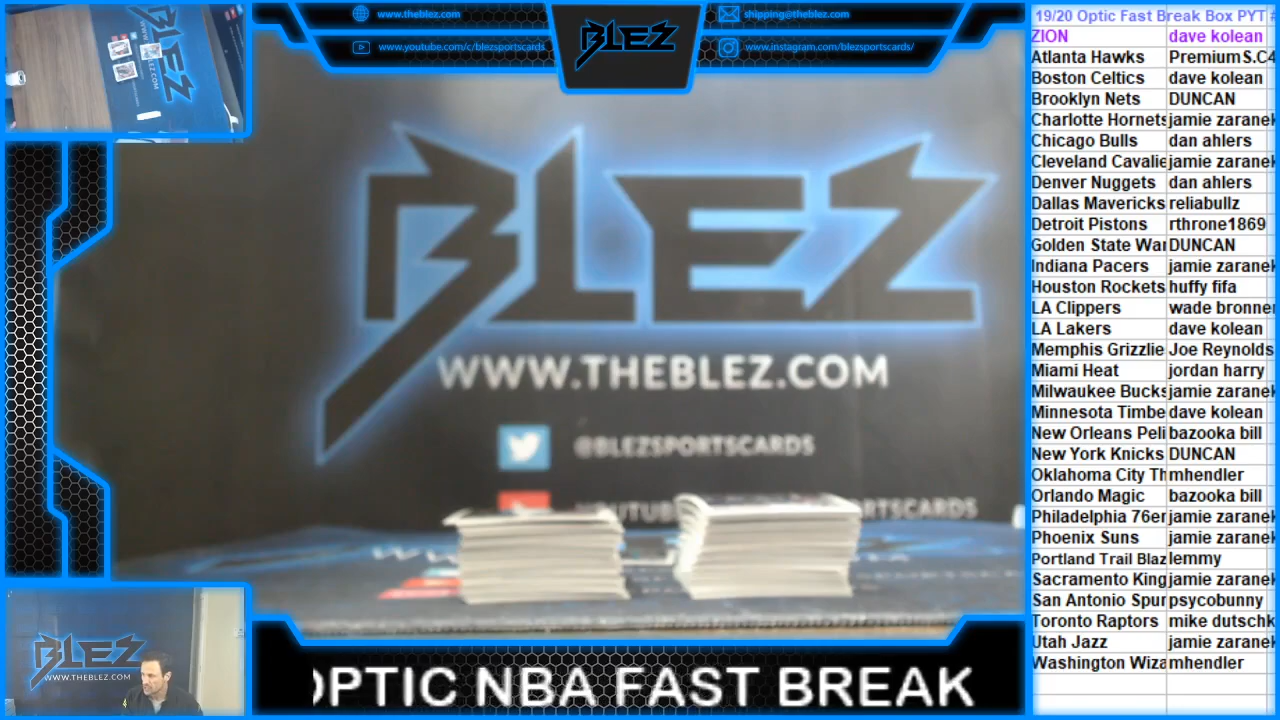 www.theblez.com
www.youtube.com/c/blezsportscards
BLEZ
shipping@theblez.com
www.instagram.com/blezsportscards/
BLEZ
BLEZ
WWW.THEBLEZ.COM
@BLEZSPORTSCARDS
YOUTUBE
RTSCARDS
BLEZ
WWW.THEBLEZ.COM
OPTIC NBA FAST BREAK
19/20 Optic Fast Break Box PYT #
ZION dave kolean
Atlanta Hawks Premium S.C4
Boston Celtics dave kolean
Brooklyn Nets DUNCAN
Charlotte Hornets jamie zaranek
Chicago Bulls dan ahlers
Cleveland Cavalie jamie zaranek
Denver Nuggets dan ahlers
Dallas Mavericks reliabullz
Detroit Pistons rthrone1869
Golden State War DUNCAN
Indiana Pacers jamie zaranek
Houston Rockets huffy fifa
LA Clippers wade bronner
LA Lakers dave kolean
Memphis Grizzlie Joe Reynolds
Miami Heat jordan harry
Milwaukee Bucks jamie zaranek
Minnesota Timbe dave kolean
New Orleans Peli bazooka bill
New York Knicks DUNCAN
Oklahoma City Th mhendler
Orlando Magic bazooka bill
Philadelphia 76er jamie zaranek
Phoenix Suns jamie zaranek
Portland Trail Blaz lemmy
Sacramento King jamie zaranek
San Antonio Spur psycobunny
Toronto Raptors mike dutschk
Utah Jazz jamie zaranek
Washington Wiza mhendler